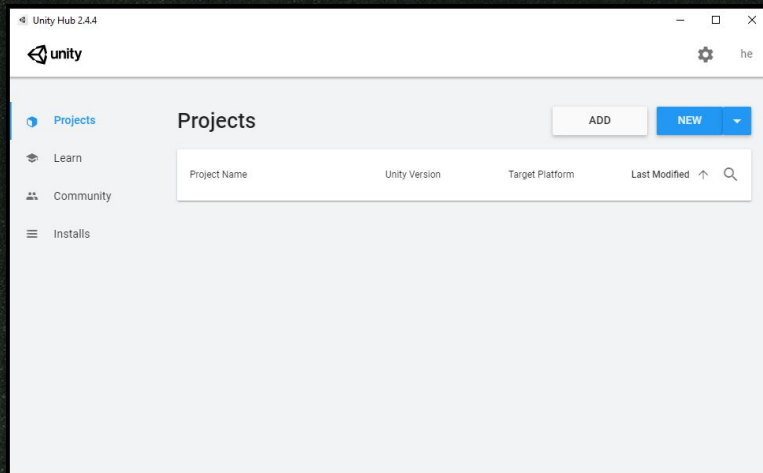 Unity Hub 2.4.4
unity
he
Projects
Projects
ADD
NEW
Learn
Project Name
Unity Version
Target Platform
Last Modified
Community
Installs